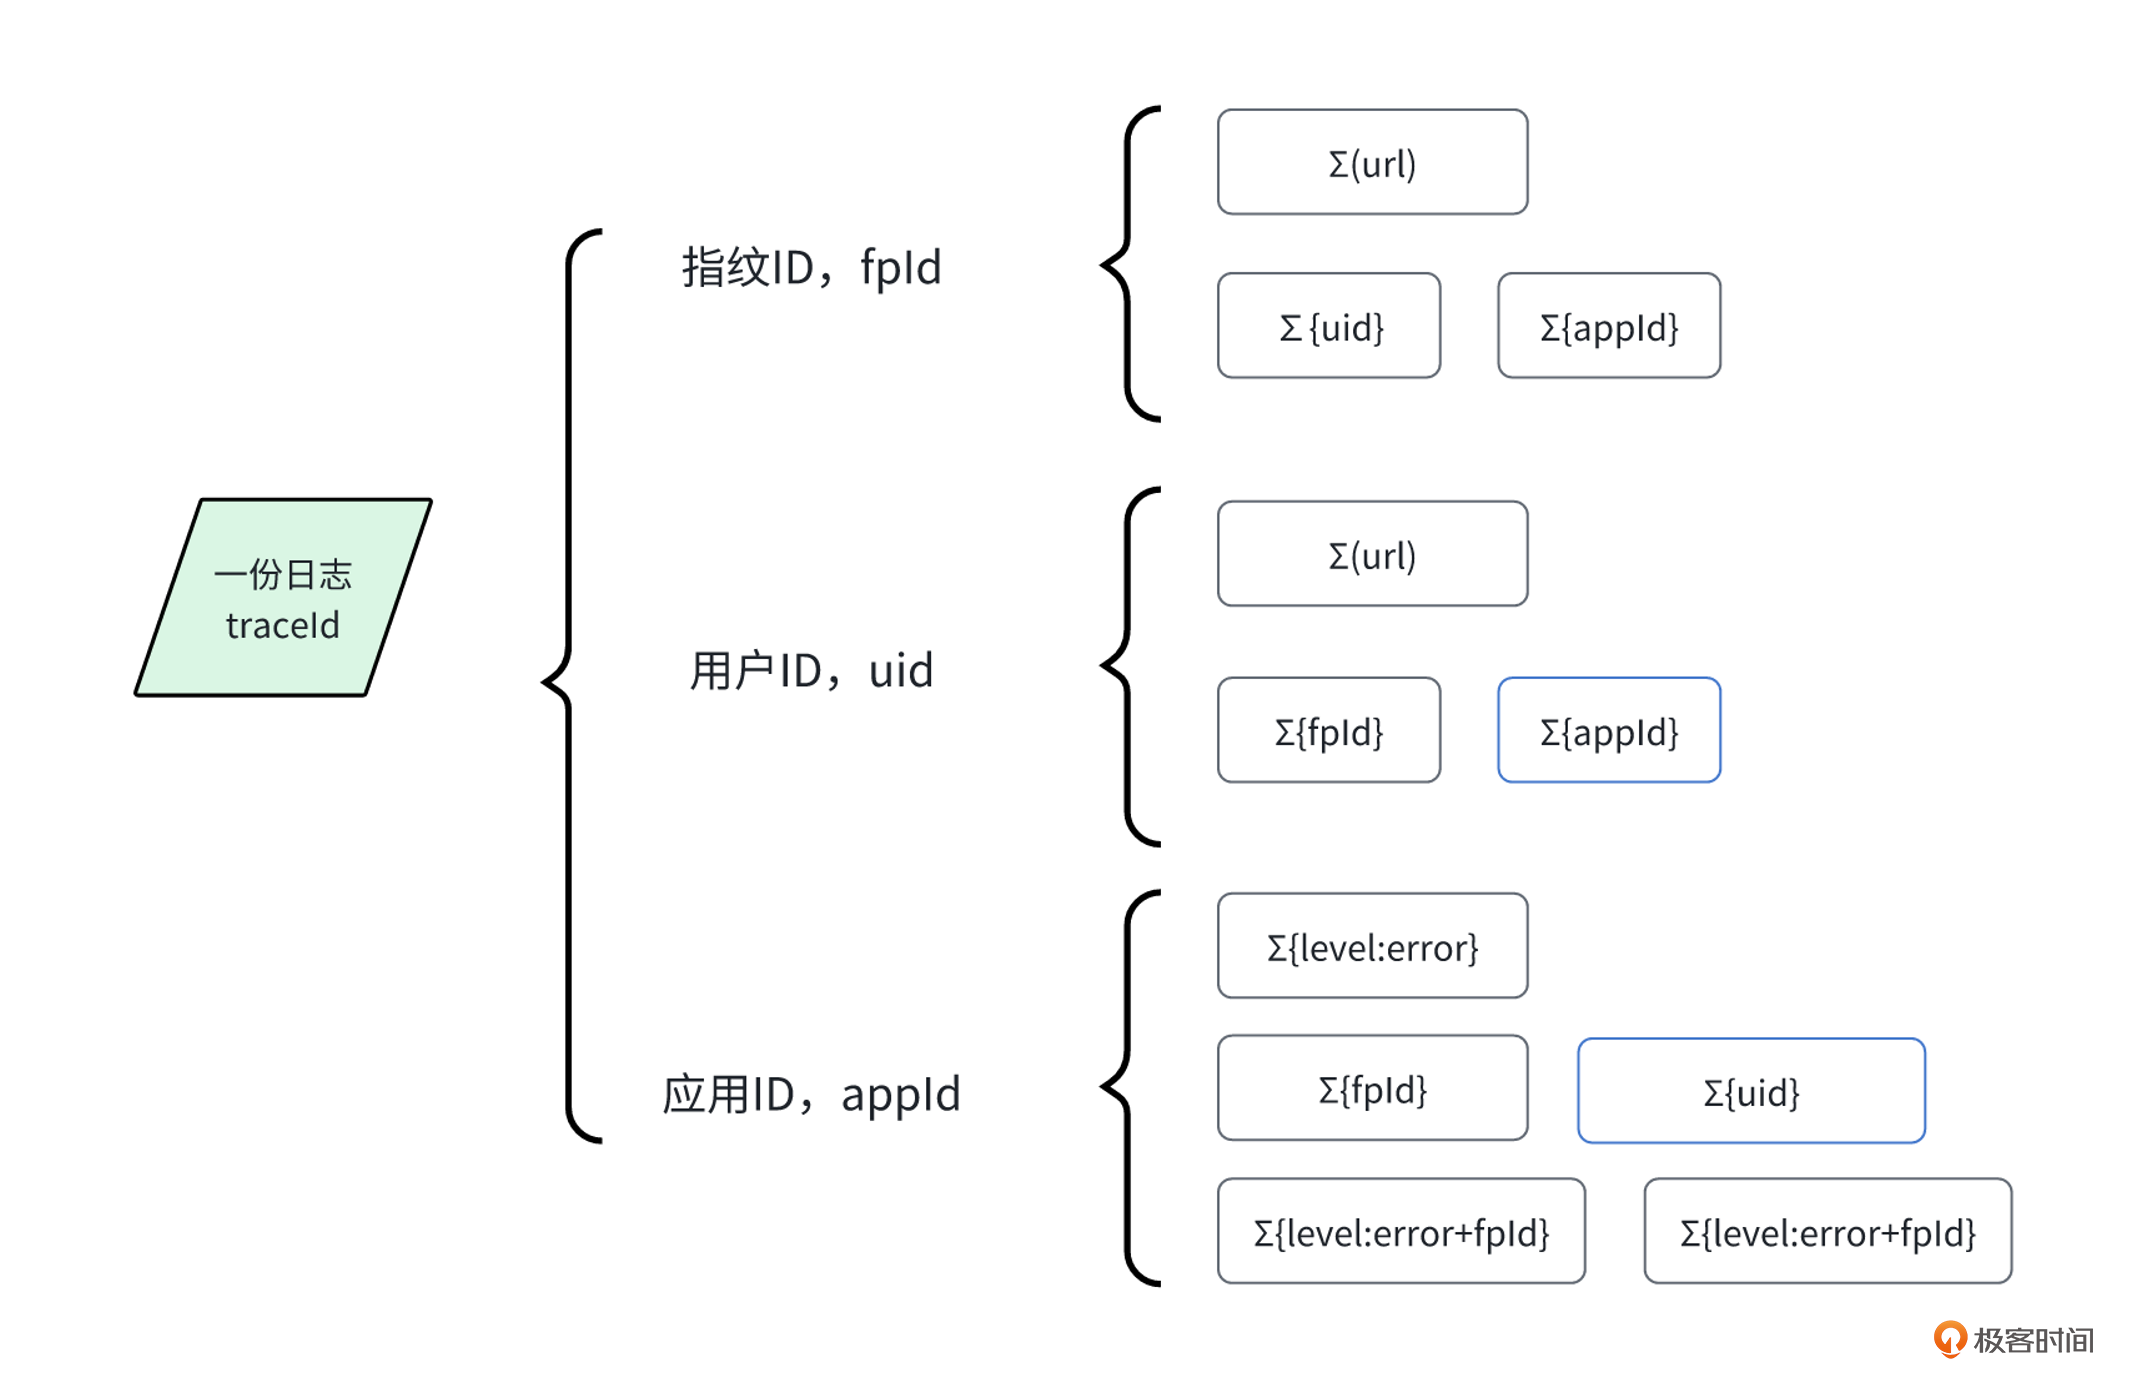 一份日志
traceId
指纹ID，fpId
Σ(url)
Σ{uid}
Σ{appId}
用户ID，uid
Σ(url)
Σ{fpId}
Σ{appId}
应用ID，appId
Σ{level:error}
Σ{fpId}
Σ{uid}
Σ{level:error+fpId}
Σ{level:error+fpId}
极客时间